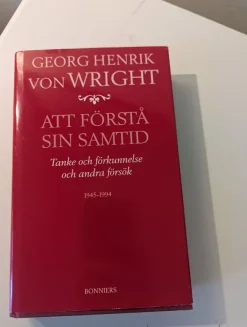 GEORG HENRIK
VON WRIGHT
ATT FÖRSTÅ
SIN SAMTID
Tanke och förkunnelse
och andra försök
1945–1994
BONNIERS